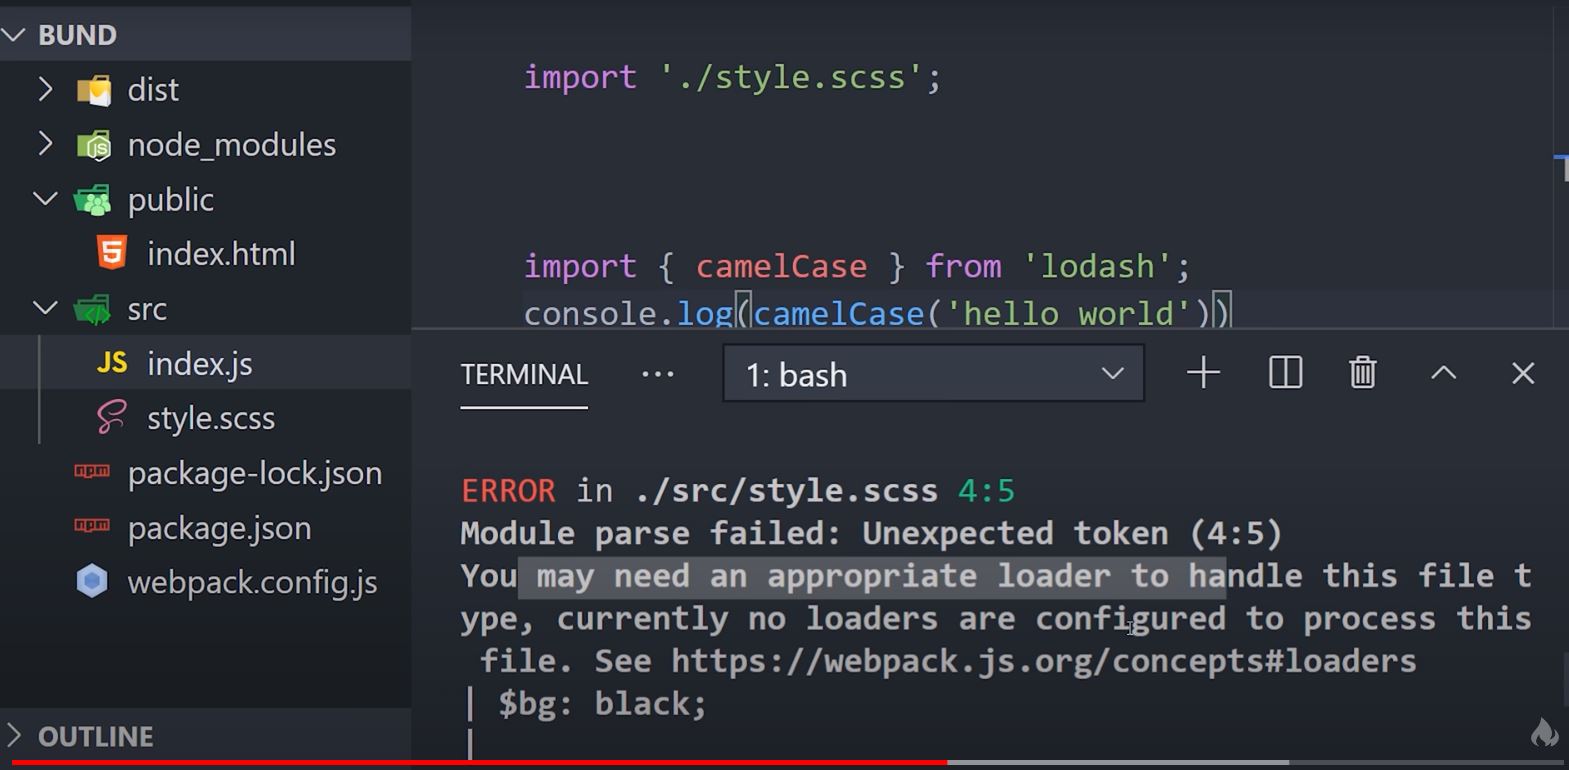 BUND
dist
node_modules
public
index.html
src
JS index.js
style.scss
package-lock.json
package.json
webpack.config.js
OUTLINE
import './style.scss';
import { camelCase } from 'lodash';
console.log(camelCase('hello world'))
TERMINAL ... 1: bash
ERROR in ./src/style.scss 4:5
Module parse failed: Unexpected token (4:5)
You may need an appropriate loader to handle this file t
ype, currently no loaders are configured to process this
file. See https://webpack.js.org/concepts#loaders
| $bg: black;
|